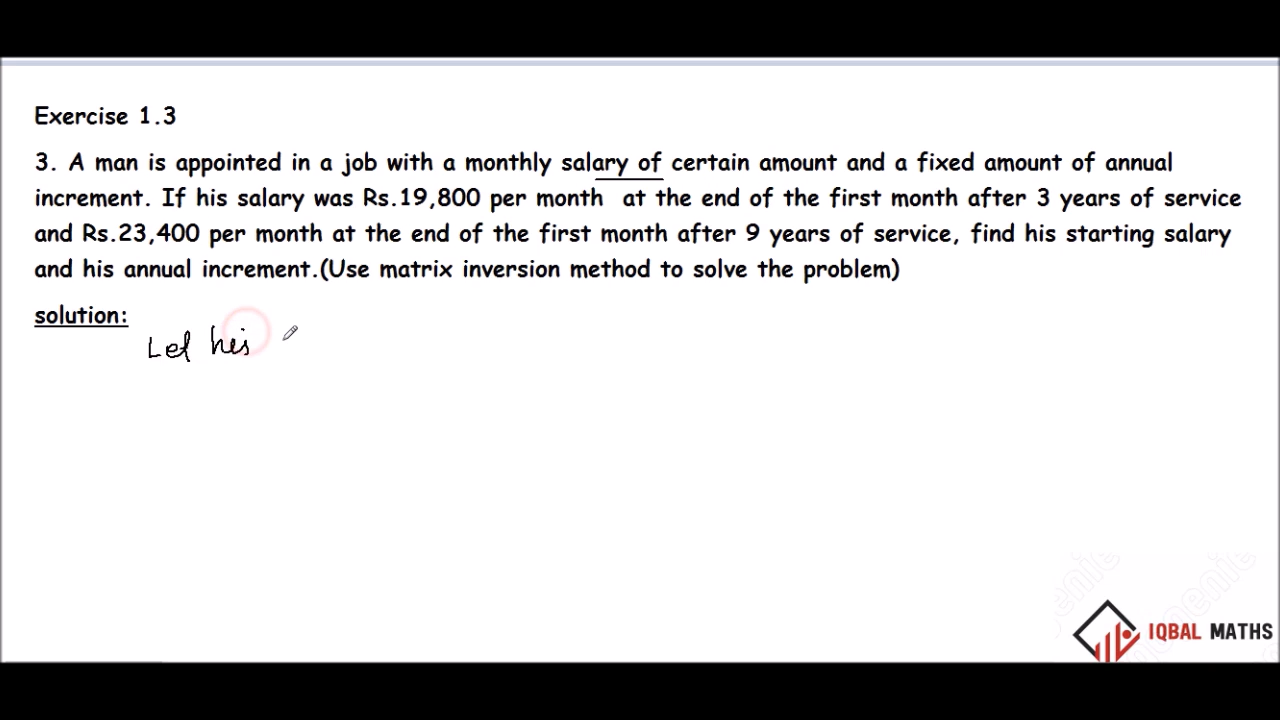 Exercise 1.3
3. A man is appointed in a job with a monthly salary of certain amount and a fixed amount of annual
increment. If his salary was Rs.19,800 per month at the end of the first month after 3 years of service
and Rs.23,400 per month at the end of the first month after 9 years of service, find his starting salary
and his annual increment.(Use matrix inversion method to solve the problem)
solution:
Let his
IQBAL MATHS